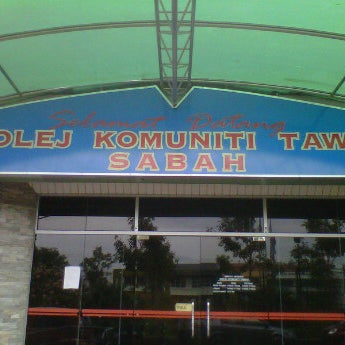 Selamat Datang
OLEJ KOMUNITI TAW
SABAH